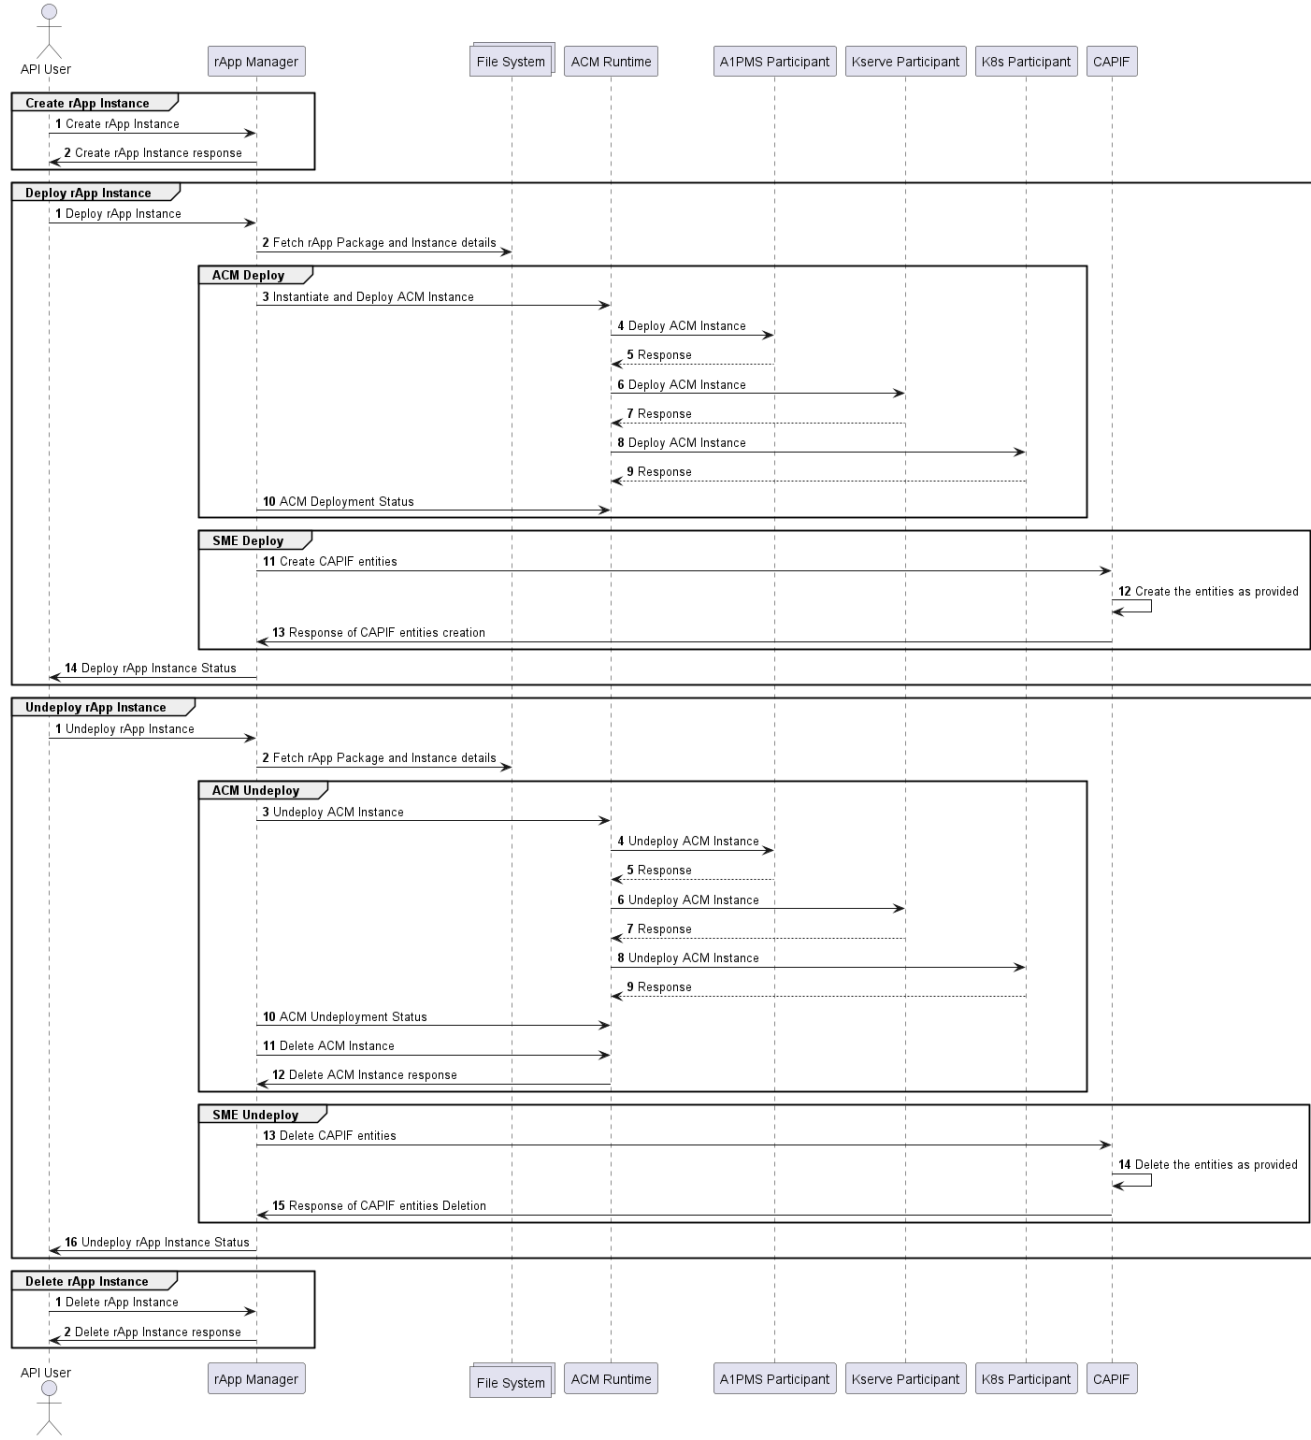 API User
rApp Manager
File System
ACM Runtime
A1PMS Participant
Kserve Participant
K8s Participant
CAPIF
Create rApp Instance
1 Create rApp Instance
2 Create rApp Instance response
Deploy rApp Instance
1 Deploy rApp Instance
2 Fetch rApp Package and Instance details
ACM Deploy
3 Instantiate and Deploy ACM Instance
4 Deploy ACM Instance
5 Response
6 Deploy ACM Instance
7 Response
8 Deploy ACM Instance
9 Response
10 ACM Deployment Status
SME Deploy
11 Create CAPIF entities
12 Create the entities as provided
13 Response of CAPIF entities creation
14 Deploy rApp Instance Status
Undeploy rApp Instance
1 Undeploy rApp Instance
2 Fetch rApp Package and Instance details
ACM Undeploy
3 Undeploy ACM Instance
4 Undeploy ACM Instance
5 Response
6 Undeploy ACM Instance
7 Response
8 Undeploy ACM Instance
9 Response
10 ACM Undeployment Status
11 Delete ACM Instance
12 Delete ACM Instance response
SME Undeploy
13 Delete CAPIF entities
14 Delete the entities as provided
15 Response of CAPIF entities Deletion
16 Undeploy rApp Instance Status
Delete rApp Instance
1 Delete rApp Instance
2 Delete rApp Instance response
API User
rApp Manager
File System
ACM Runtime
A1PMS Participant
Kserve Participant
K8s Participant
CAPIF